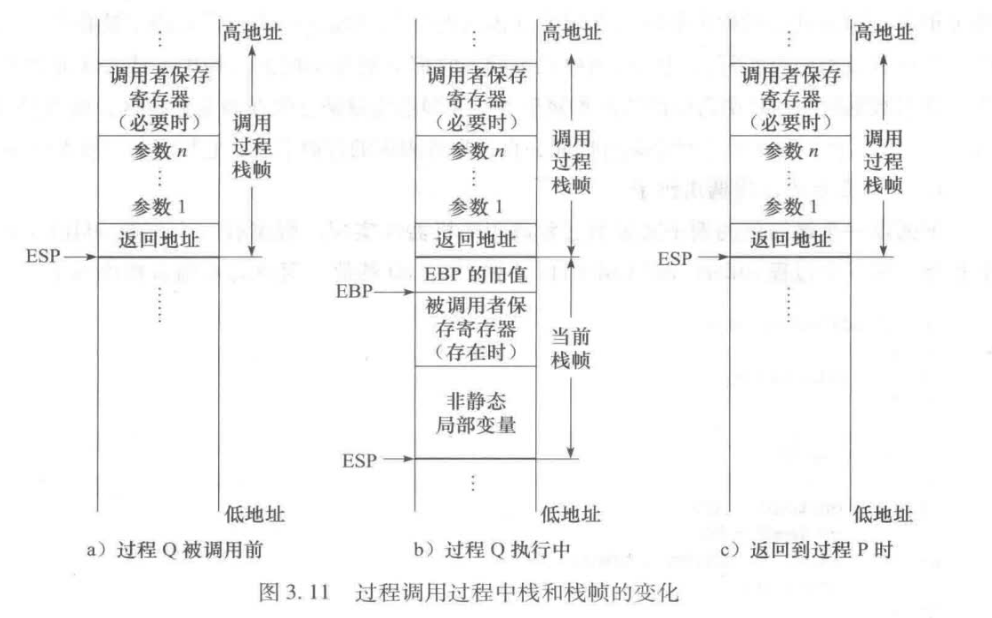 高地址
调用者保存
寄存器
(必要时)
参数 n
参数 1
返回地址
ESP
调用
过程
栈帧
低地址
a) 过程 Q 被调用前
高地址
调用者保存
寄存器
(必要时)
参数 n
参数 1
返回地址
EBP 的旧值
EBP
被调用者保
存寄存器
(存在时)
非静态
局部变量
ESP
调用
过程
栈帧
当前
栈帧
低地址
b) 过程 Q 执行中
高地址
调用者保存
寄存器
(必要时)
参数 n
参数 1
返回地址
ESP
调用
过程
栈帧
低地址
c) 返回到过程 P 时
图 3.11 过程调用过程中栈和栈帧的变化